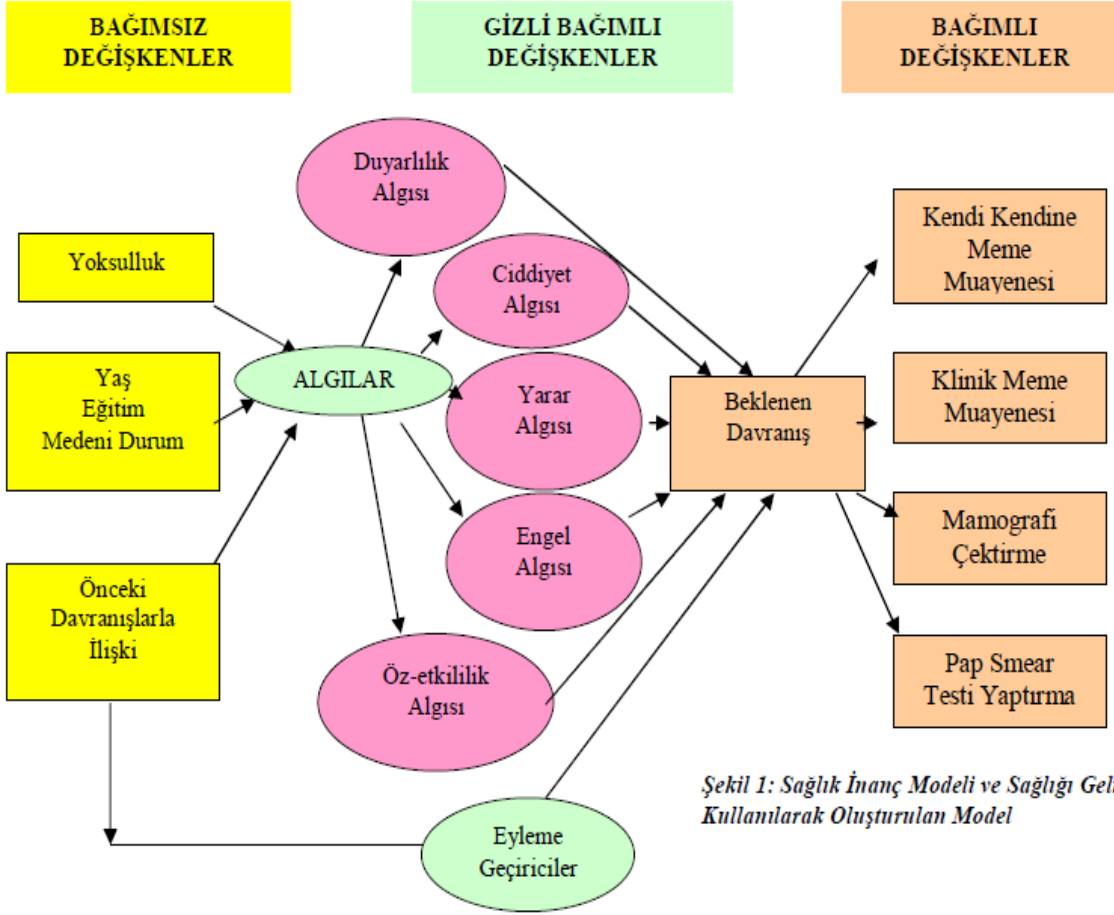 BAĞIMSIZ
DEĞİŞKENLER
GİZLİ BAĞIMLI
DEĞİŞKENLER
BAĞIMLI
DEĞİŞKENLER
Duyarlılık
Algısı
Yoksulluk
Ciddiyet
Algısı
Kendi Kendine
Meme
Muayenesi
ALGILAR
Yaş
Eğitim
Medeni Durum
Yarar
Algısı
Beklenen
Davranış
Klinik Meme
Muayenesi
Engel
Algısı
Mamografi
Çektirme
Önceki
Davranışlarla
İlişki
Öz-etkililik
Algısı
Pap Smear
Testi Yaptırma
Eyleme
Geçiriciler
Şekil 1: Sağlık İnanç Modeli ve Sağlığı
Kullanılarak Oluşturulan Model